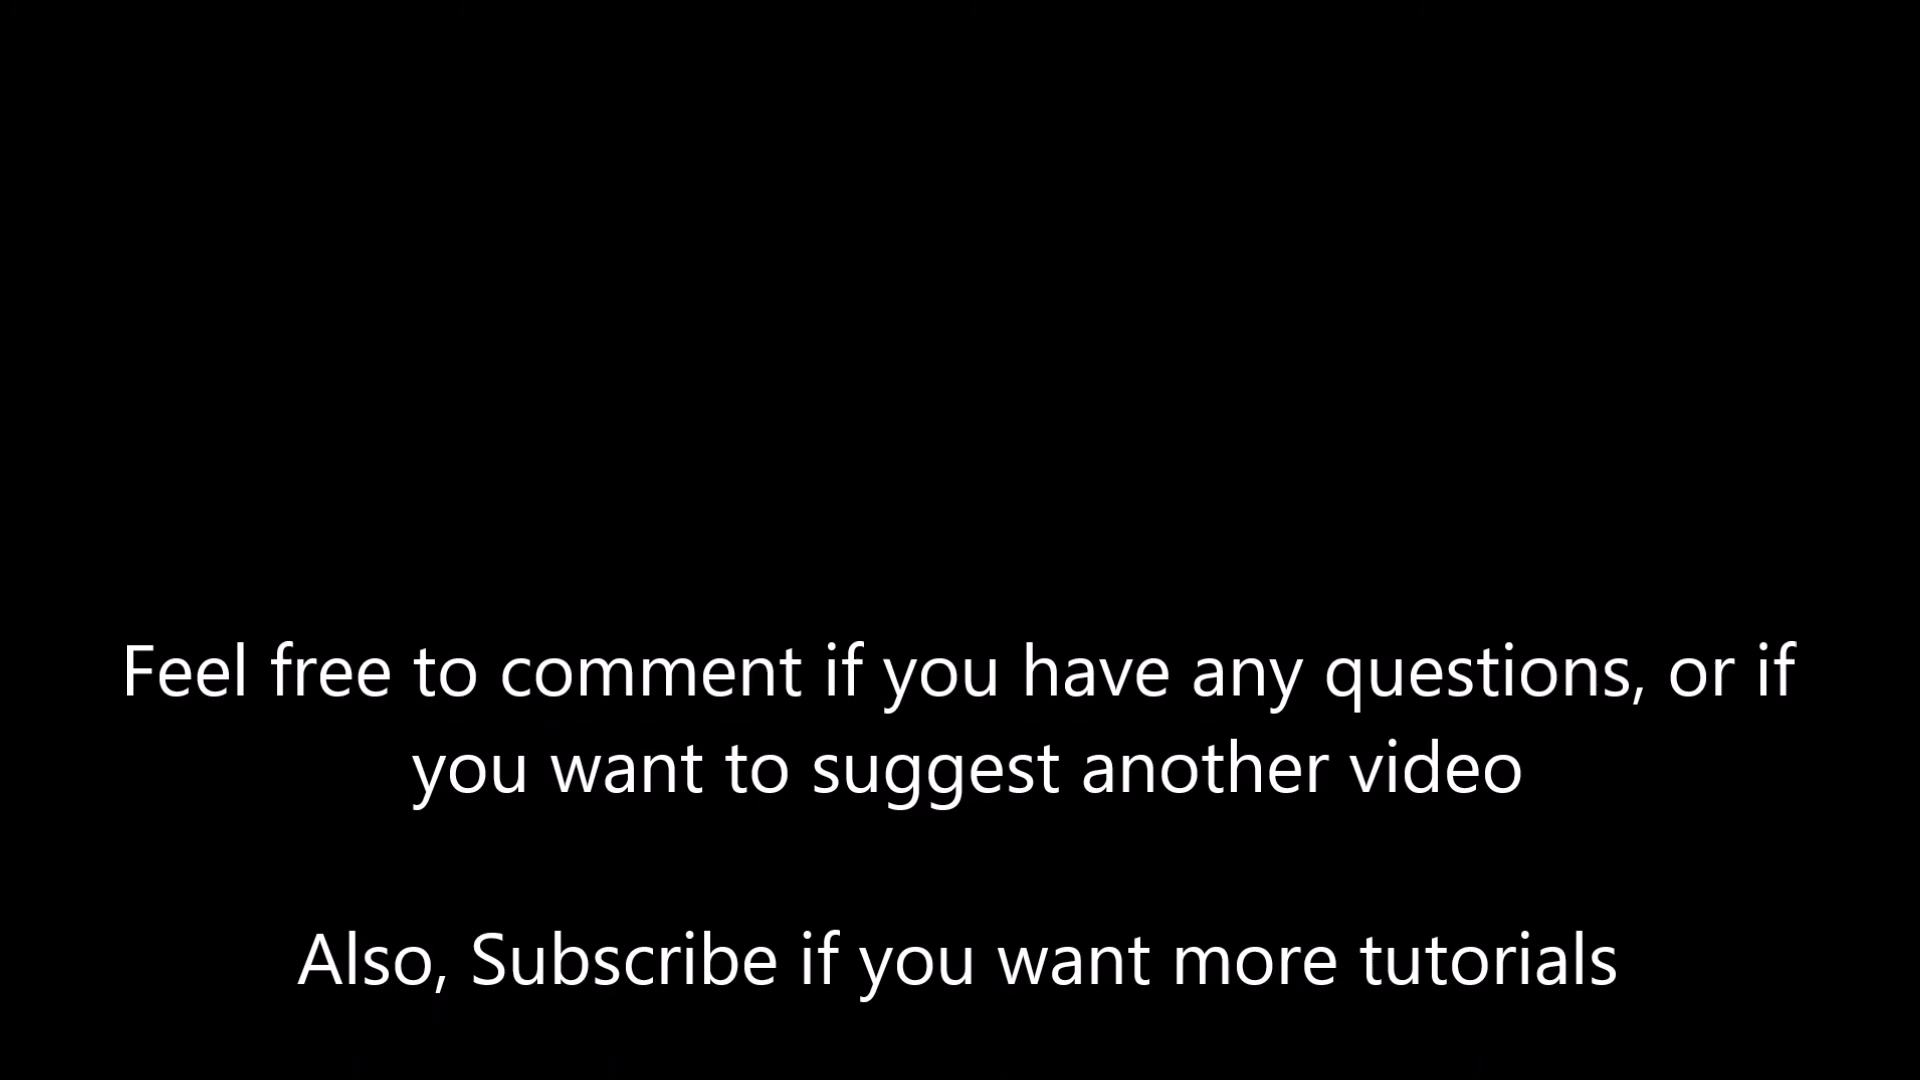 Feel free to comment if you have any questions, or if
you want to suggest another video
Also, Subscribe if you want more tutorials